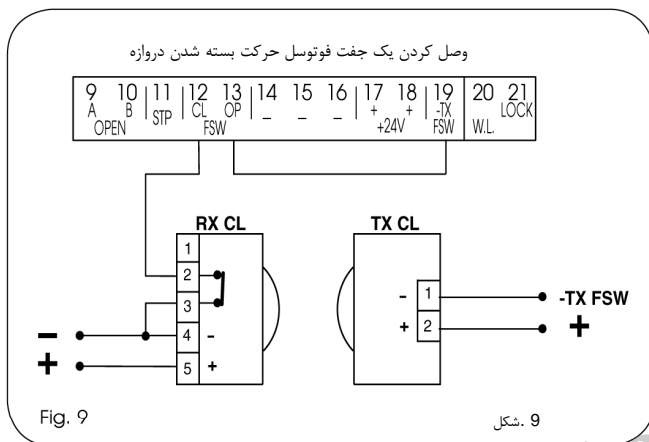 وصل کردن یک جفت فوتوسل حرکت بسته شدن دروازه
9 10 11 12 13 14 15 16 17 18 19 20 21
A B STP CL OP – – – + + -TX LOCK
OPEN FSW +24V FSW W.L.
RX CL TX CL
1
2
3
4 -
5 +
- 1 -TX FSW
+ 2 +
–
+
Fig. 9
شکل. 9